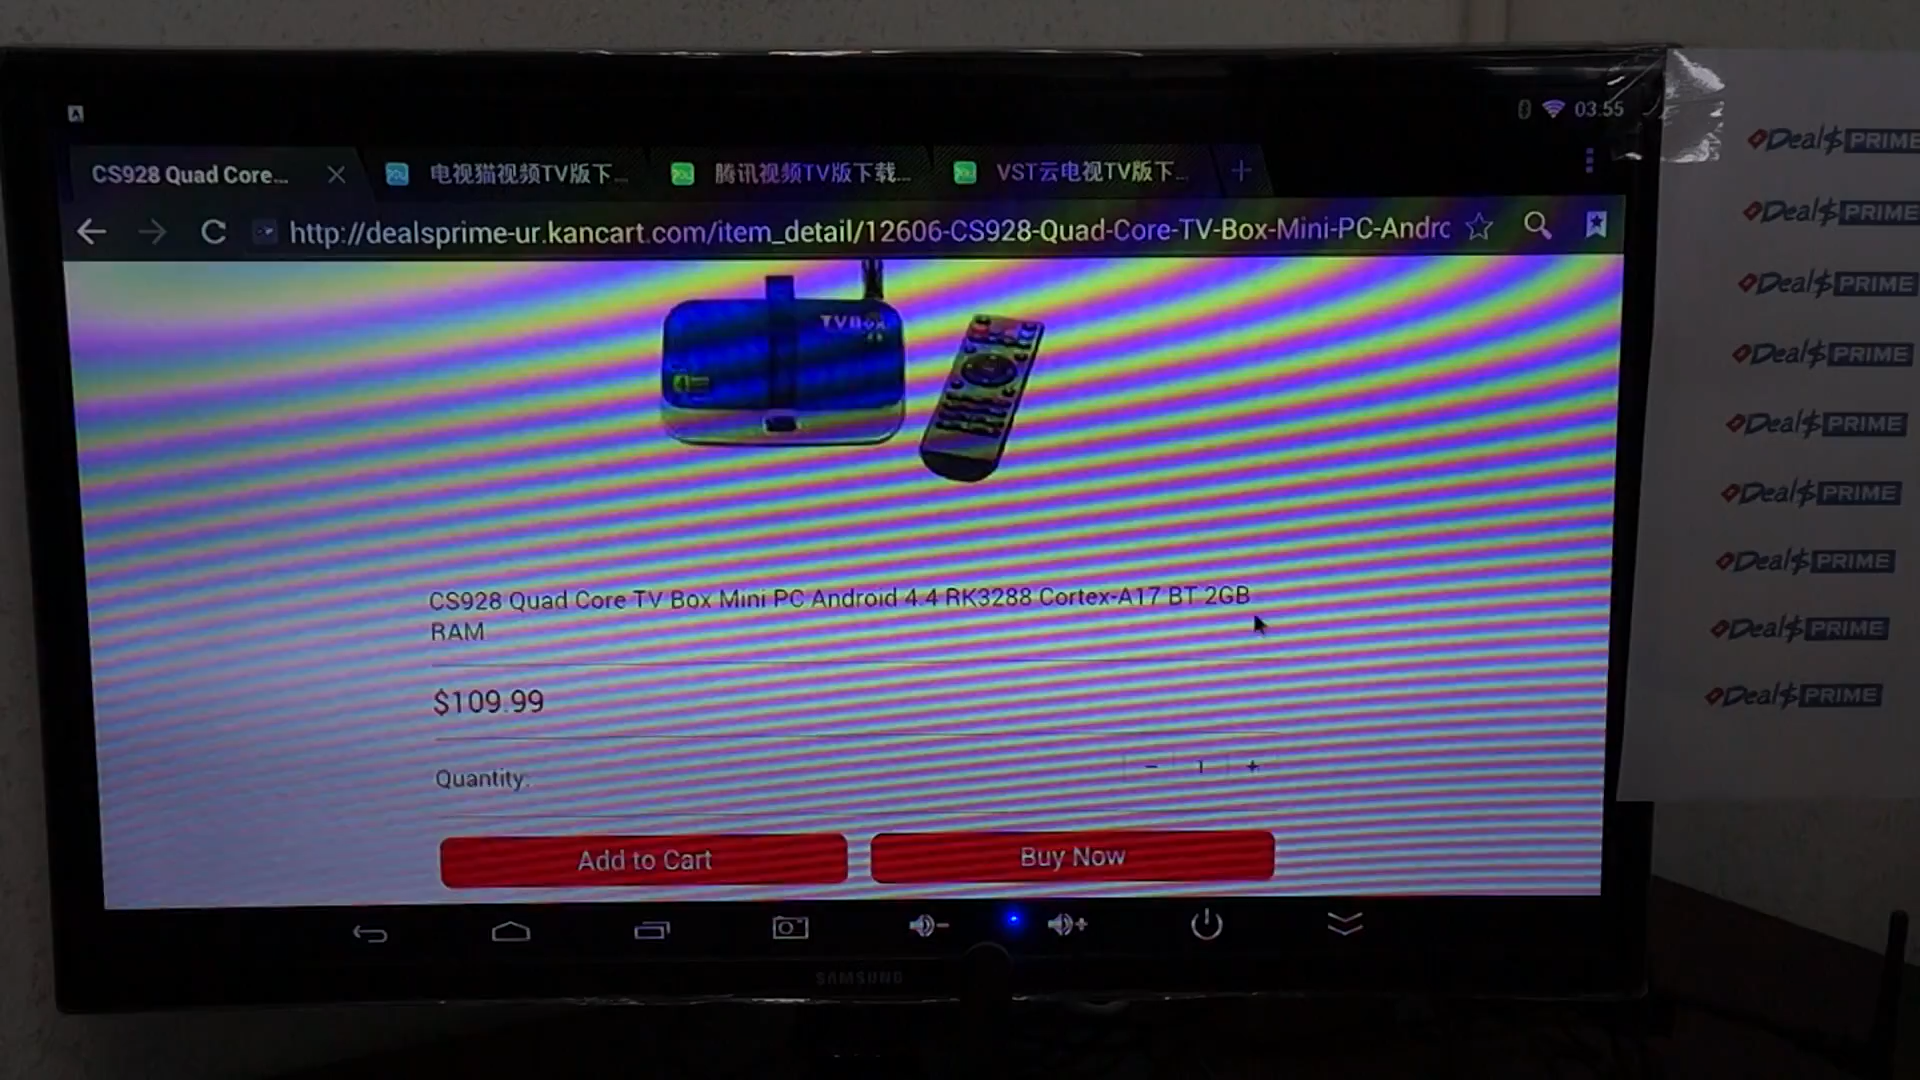 03:55
CS928 Quad Core...
电视猫视频TV版下...
腾讯视频TV版下载...
VST云电视TV版下...
http://dealsprime-ur.kancart.com/item_detail/12606-CS928-Quad-Core-TV-Box-Mini-PC-Andrc
TVBox
CS928 Quad Core TV Box Mini PC Android 4.4 RK3288 Cortex-A17 BT 2GB
RAM
$109.99
Quantity:
- 1 +
Add to Cart
Buy Now
SAMSUNG
Deal$ PRIME
Deal$ PRIME
Deal$ PRIME
Deal$ PRIME
Deal$ PRIME
Deal$ PRIME
Deal$ PRIME
Deal$ PRIME
Deal$ PRIME